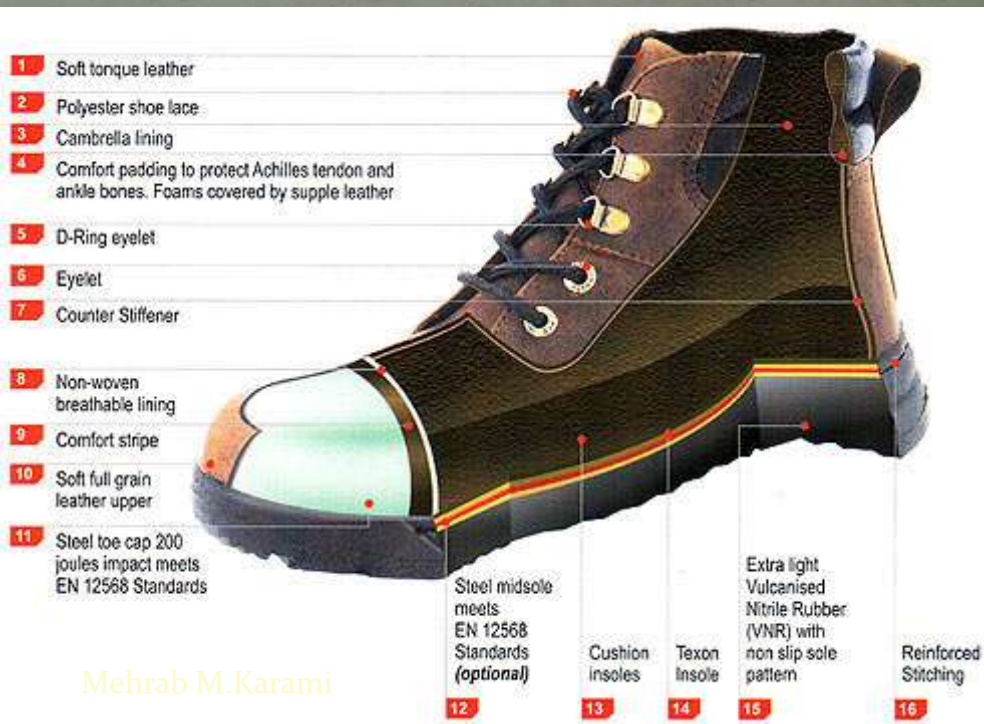 1 Soft tonque leather
2 Polyester shoe lace
3 Cambrella lining
4 Comfort padding to protect Achilles tendon and
ankle bones. Foams covered by supple leather
5 D-Ring eyelet
6 Eyelet
7 Counter Stiffener
8 Non-woven
breathable lining
9 Comfort stripe
10 Soft full grain
leather upper
11 Steel toe cap 200
joules impact meets
EN 12568 Standards
Steel midsole
meets
EN 12568
Standards
(optional)
12
Cushion
insoles
13
Texon
Insole
14
Extra light
Vulcanised
Nitrile Rubber
(VNR) with
non slip sole
pattern
15
Reinforced
Stitching
16
Mehrab M.Karami